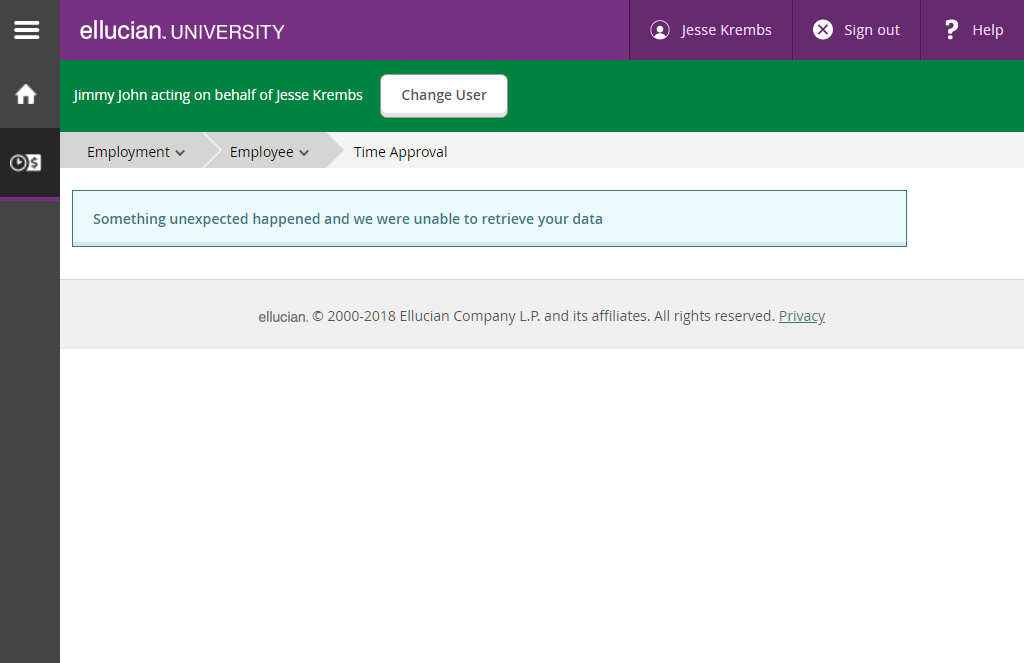 ellucian. UNIVERSITY
Jesse Krembs
Sign out
? Help
Jimmy John acting on behalf of Jesse Krembs
Change User
Employment
Employee
Time Approval
Something unexpected happened and we were unable to retrieve your data
ellucian. © 2000-2018 Ellucian Company L.P. and its affiliates. All rights reserved. Privacy